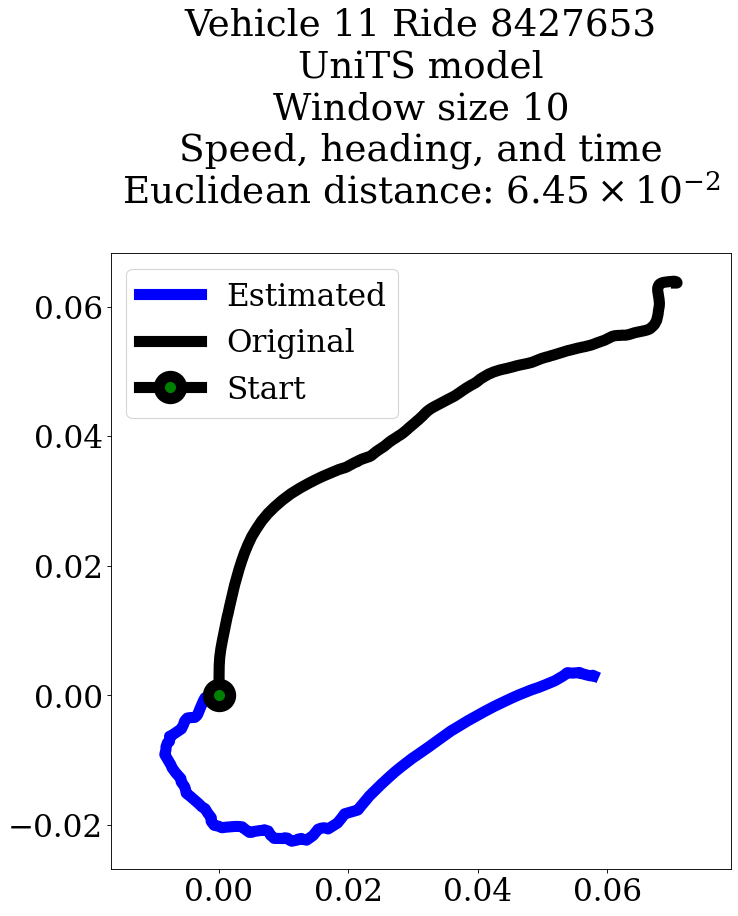 Vehicle 11 Ride 8427653
UniTS model
Window size 10
Speed, heading, and time
Euclidean distance: 6.45 × 10⁻²
Estimated
Original
Start
0.06
0.04
0.02
0.00
−0.02
0.00 0.02 0.04 0.06